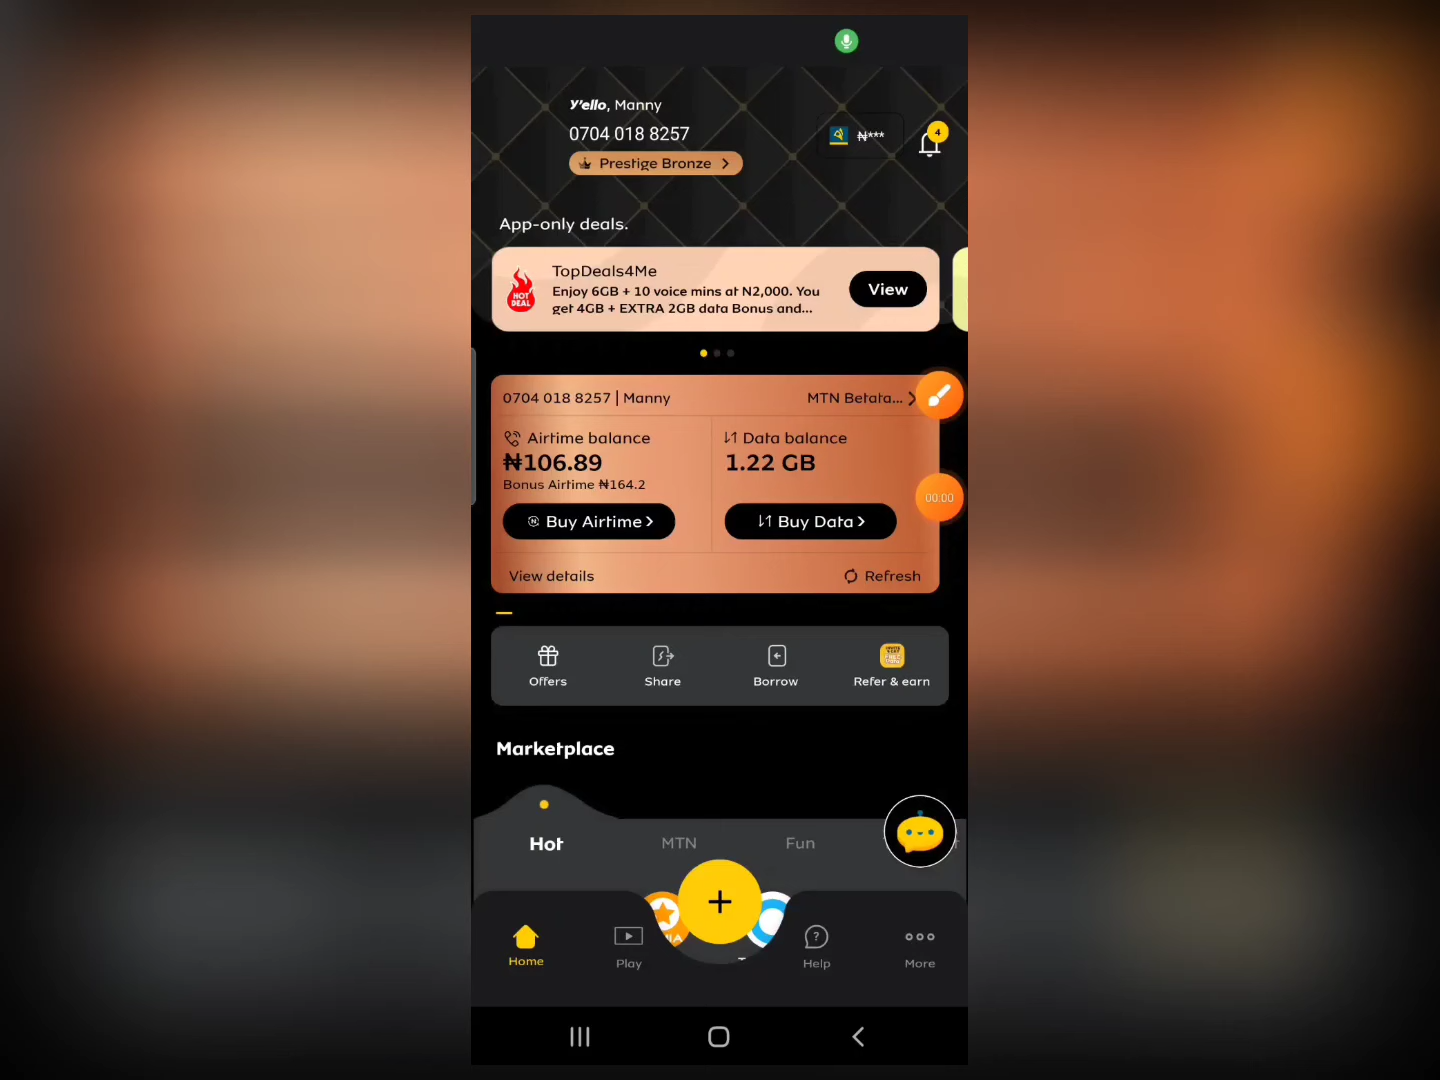 Y'ello, Manny
0704 018 8257
₦***
4
Prestige Bronze
App-only deals.
HOT DEAL
TopDeals4Me
Enjoy 6GB + 10 voice mins at N2,000. You
get 4GB + EXTRA 2GB data Bonus and...
View
0704 018 8257 | Manny
MTN Betata...
Airtime balance
₦106.89
Bonus Airtime ₦164.2
Data balance
1.22 GB
00:00
Buy Airtime
Buy Data
View details
Refresh
Offers
Share
Borrow
Refer & earn
Marketplace
Hot
MTN
Fun
Home
Play
Help
More